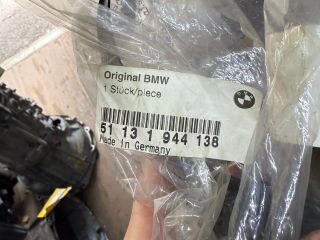 Original BMW
1 Stück/piece
51 13 1 944 138
Made in Germany